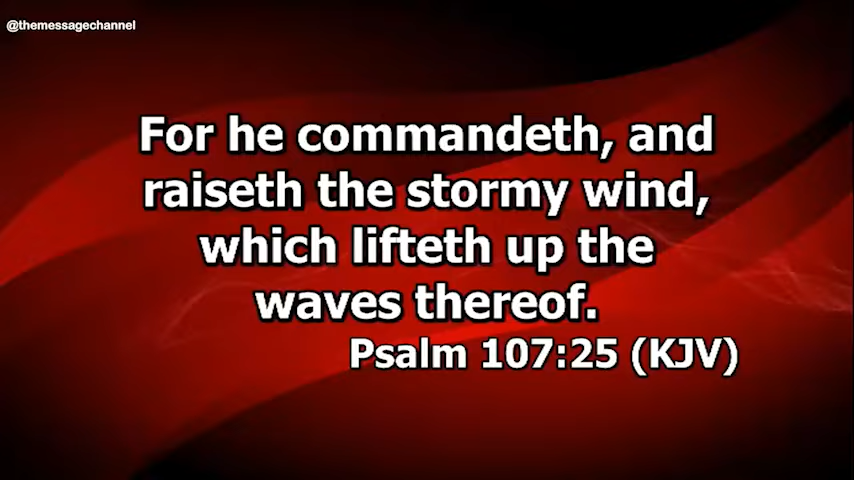 @themessagechannel
For he commandeth, and
raiseth the stormy wind,
which lifteth up the
waves thereof.
Psalm 107:25 (KJV)